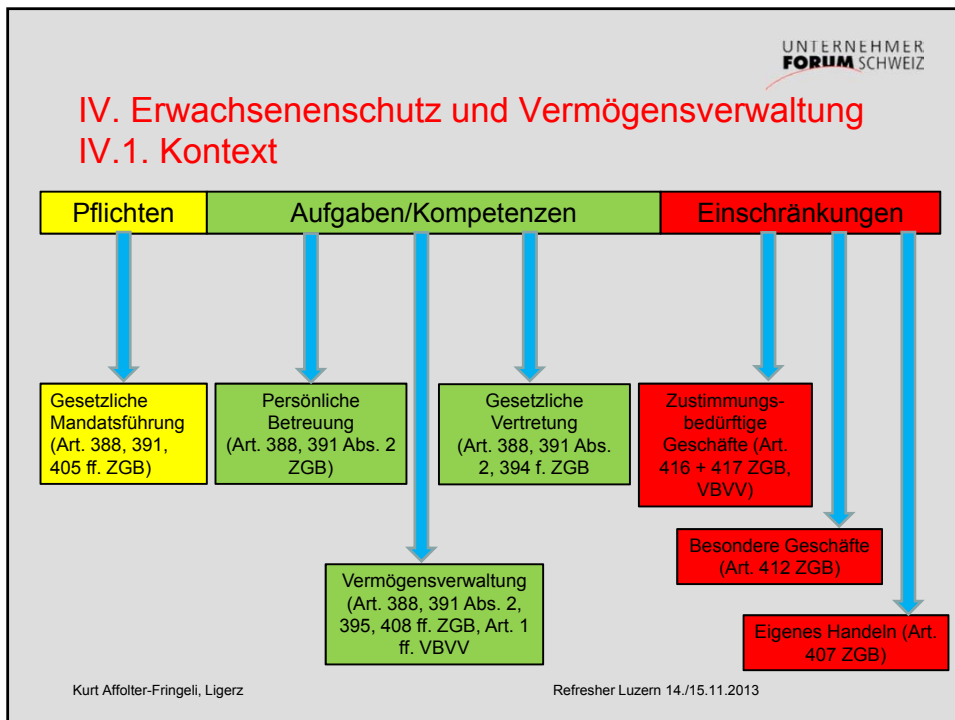 UNTERNEHMER
FORUM SCHWEIZ
IV. Erwachsenenschutz und Vermögensverwaltung
IV.1. Kontext
Pflichten
Aufgaben/Kompetenzen
Einschränkungen
Gesetzliche
Mandatsführung
(Art. 388, 391,
405 ff. ZGB)
Persönliche
Betreuung
(Art. 388, 391 Abs. 2
ZGB)
Gesetzliche
Vertretung
(Art. 388, 391 Abs.
2, 394 f. ZGB
Zustimmungs-
bedürftige
Geschäfte (Art.
416 + 417 ZGB,
VBVV)
Besondere Geschäfte
(Art. 412 ZGB)
Vermögensverwaltung
(Art. 388, 391 Abs. 2,
395, 408 ff. ZGB, Art. 1
ff. VBVV
Eigenes Handeln (Art.
407 ZGB)
Kurt Affolter-Fringeli, Ligerz
Refresher Luzern 14./15.11.2013